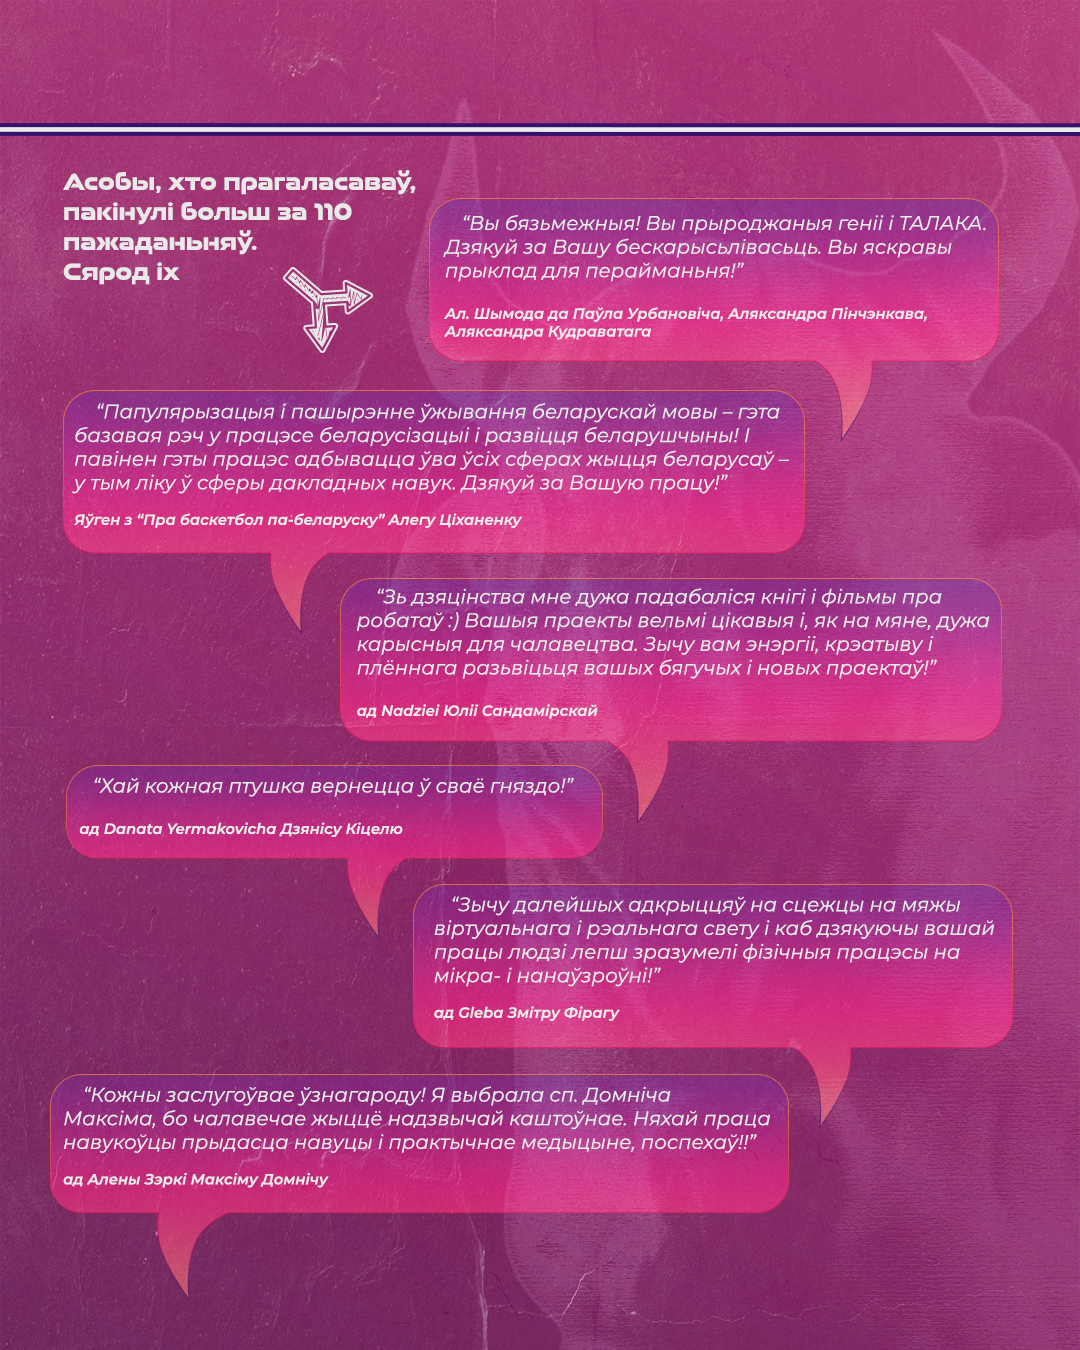 Асобы, хто прагаласаваў,
пакінулі больш за 110
пажаданьняў.
Сярод іх
“Вы бязьмежныя! Вы прыроджаныя геніі і ТАЛАКА.
Дзякуй за Вашу бескарысьлівасьць. Вы яскравы
прыклад для перайманьня!”
Ал. Шымода да Паўла Урбановіча, Аляксандра Пінчэнкава,
Аляксандра Кудраватага
“Папулярызацыя і пашырэнне ўжывання беларускай мовы – гэта
базавая рэч у працэсе беларусізацыі і развіцця беларушчыны! І
павінен гэты працэс адбывацца ўва ўсіх сферах жыцця беларусаў –
у тым ліку ў сферы дакладных навук. Дзякуй за Вашую працу!”
Яўген з “Пра баскетбол па-беларуску” Алегу Ціханенку
“Зь дзяцінства мне дужа падабаліся кнігі і фільмы пра
робатаў :) Вашыя праекты вельмі цікавыя і, як на мяне, дужа
карысныя для чалавецтва. Зычу вам энэргіі, крэатыву і
плённага разьвіцьця вашых бягучых і новых праектаў!”
ад Nadziei Юліі Сандамірскай
“Хай кожная птушка вернецца ў сваё гняздо!”
ад Danata Yermakovicha Дзянісу Кіцелю
“Зычу далейшых адкрыццяў на сцежцы на мяжы
віртуальнага і рэальнага свету і каб дзякуючы вашай
працы людзі лепш зразумелі фізічныя працэсы на
мікра- і нанаўзроўні!”
ад Gleba Змітру Фірагу
“Кожны заслугоўвае ўзнагароду! Я выбрала сп. Домніча
Максіма, бо чалавечае жыццё надзвычай каштоўнае. Няхай праца
навукоўцы прыдасца навуцы і практычнае медыцыне, поспехаў!!”
ад Алены Зэркі Максіму Домнічу